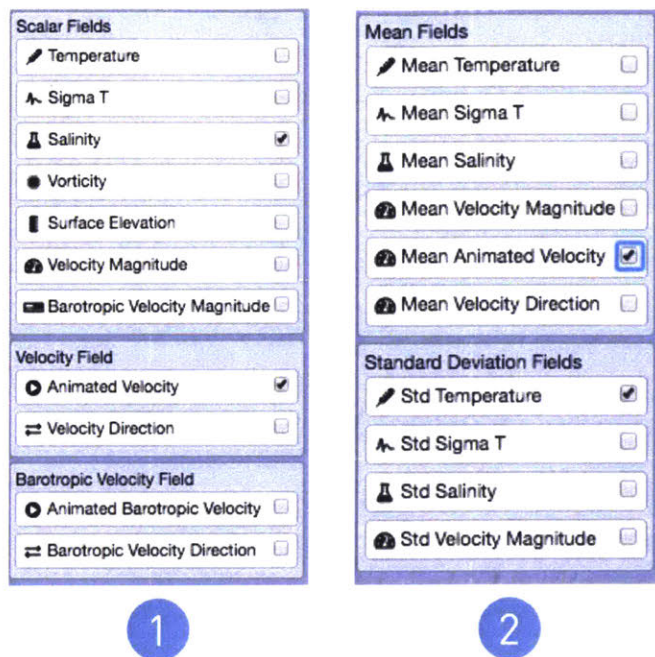 Scalar Fields
Temperature
Sigma T
Salinity
Vorticity
Surface Elevation
Velocity Magnitude
Barotropic Velocity Magnitude
Velocity Field
Animated Velocity
Velocity Direction
Barotropic Velocity Field
Animated Barotropic Velocity
Barotropic Velocity Direction
1
Mean Fields
Mean Temperature
Mean Sigma T
Mean Salinity
Mean Velocity Magnitude
Mean Animated Velocity
Mean Velocity Direction
Standard Deviation Fields
Std Temperature
Std Sigma T
Std Salinity
Std Velocity Magnitude
2